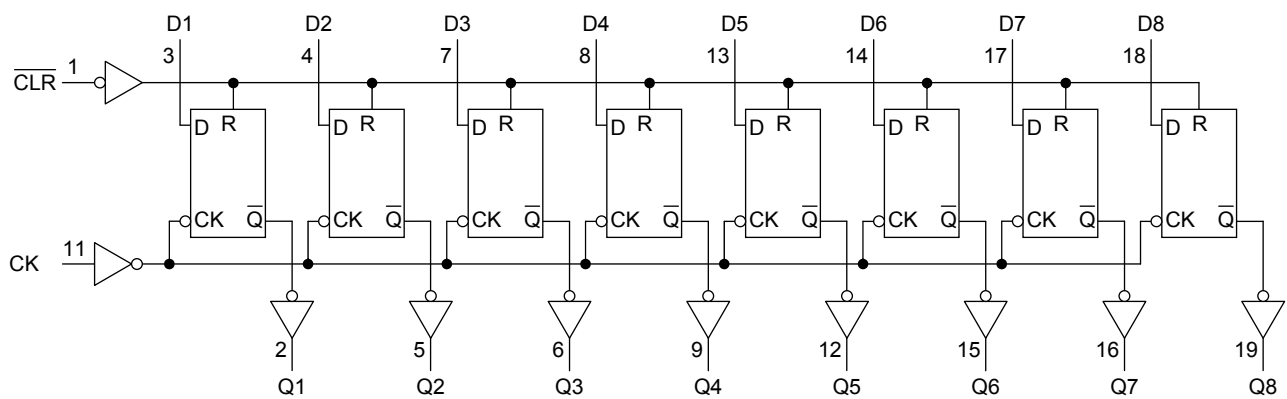 D1 D2 D3 D4 D5 D6 D7 D8
3 4 7 8 13 14 17 18
C̅L̅R̅ 1
D R D R D R D R D R D R D R D R
CK Q̅ CK Q̅ CK Q̅ CK Q̅ CK Q̅ CK Q̅ CK Q̅ CK Q̅
CK 11
2 5 6 9 12 15 16 19
Q1 Q2 Q3 Q4 Q5 Q6 Q7 Q8